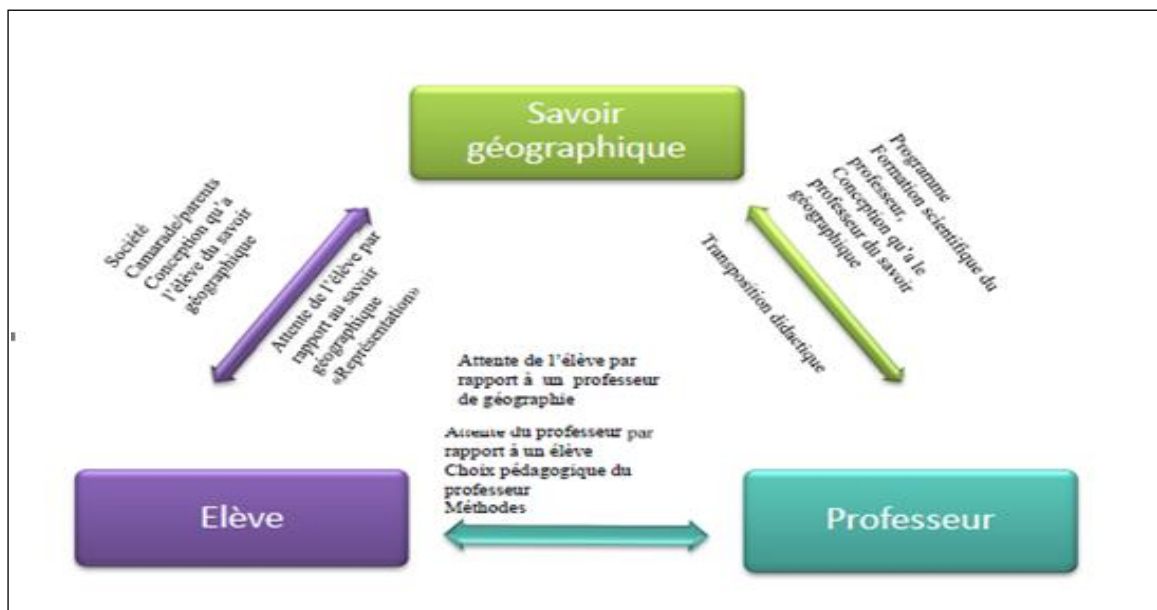 Savoir
géographique
Société
Camarade/parents
Conception qu'a
l'élève du savoir
géographique
Attente de l'élève par
rapport au savoir
géographique
«Représentation»
Programme
Formation scientifique du
professeur,
Conception qu'a le
professeur du savoir
géographique
Transposition didactique
Attente de l'élève par
rapport à un professeur
de géographie
Attente du professeur par
rapport à un élève
Choix pédagogique du
professeur
Méthodes
Elève
Professeur